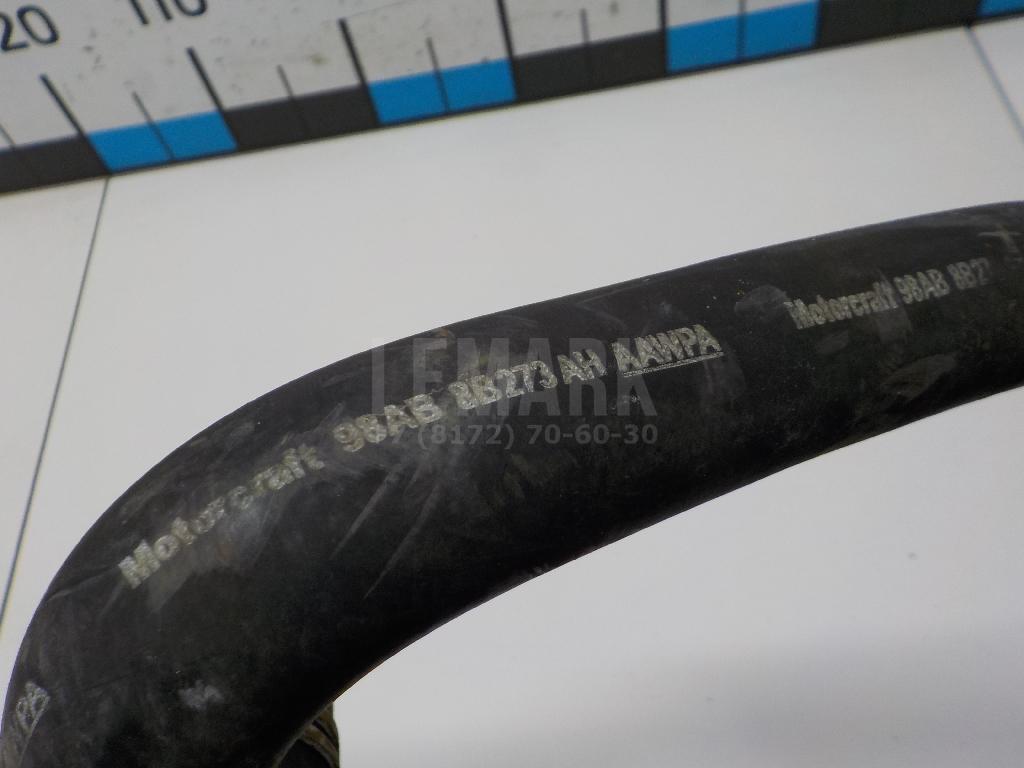 20 110
Motorcraft 98AB 8B273 AH AAWPA
Motorcraft 98AB 8B27
LEMARK
+7 (8172) 70-60-30